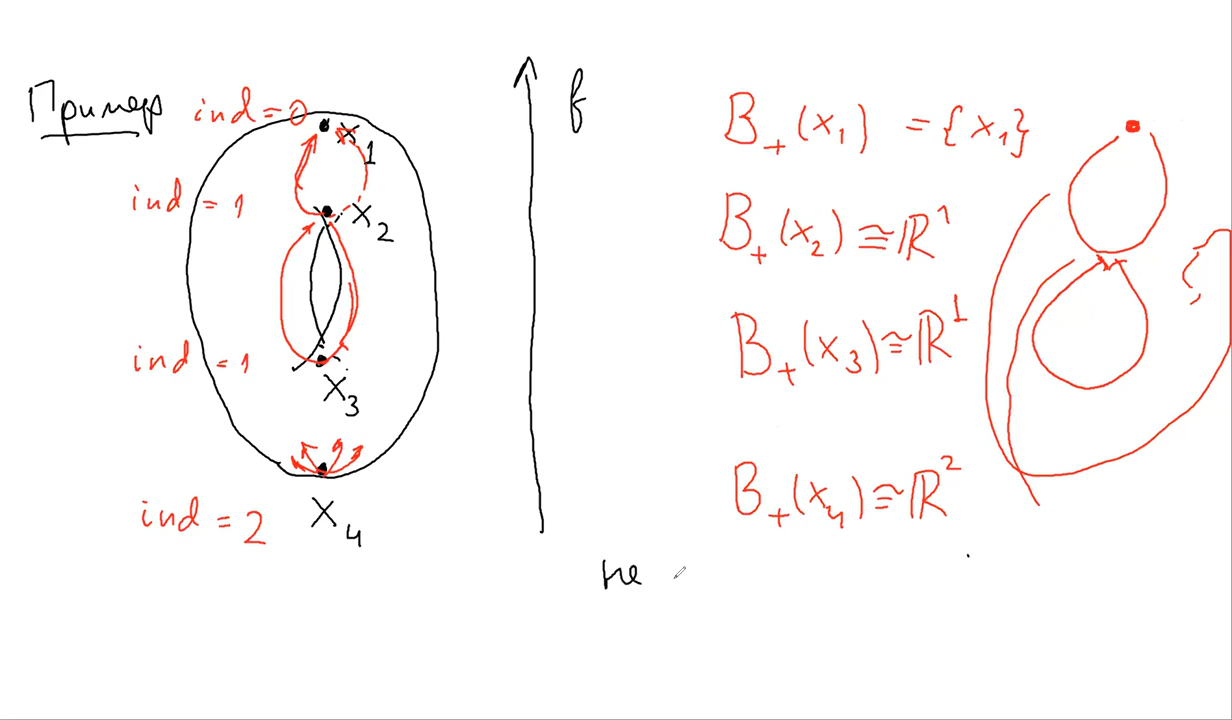 Пример
ind = 0
x₁
ind = 1
x₂
ind = 1
x₃
ind = 2
x₄
f
B₊(x₁) = {x₁}
B₊(x₂) ≅ ℝ¹
B₊(x₃) ≅ ℝ¹
B₊(x₄) ≅ ℝ²
не